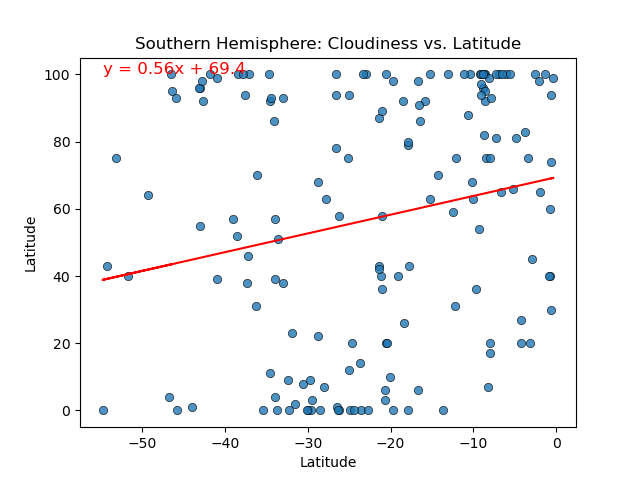 Southern Hemisphere: Cloudiness vs. Latitude
y = 0.56x + 69.4
100
80
60
40
20
0
Latitude
−50 −40 −30 −20 −10 0
Latitude